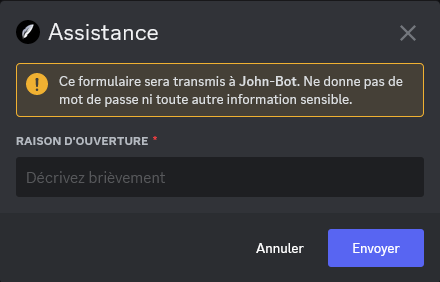 Assistance
Ce formulaire sera transmis à John-Bot. Ne donne pas de
mot de passe ni toute autre information sensible.
RAISON D'OUVERTURE *
Décrivez brièvement
Annuler
Envoyer